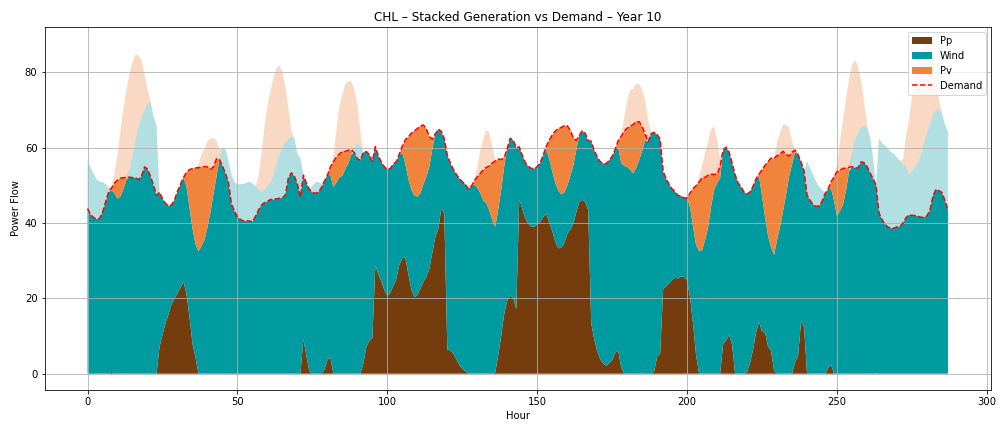 CHL – Stacked Generation vs Demand – Year 10
Pp
Wind
Pv
Demand
Power Flow
80
60
40
20
0
0 50 100 150 200 250 300
Hour